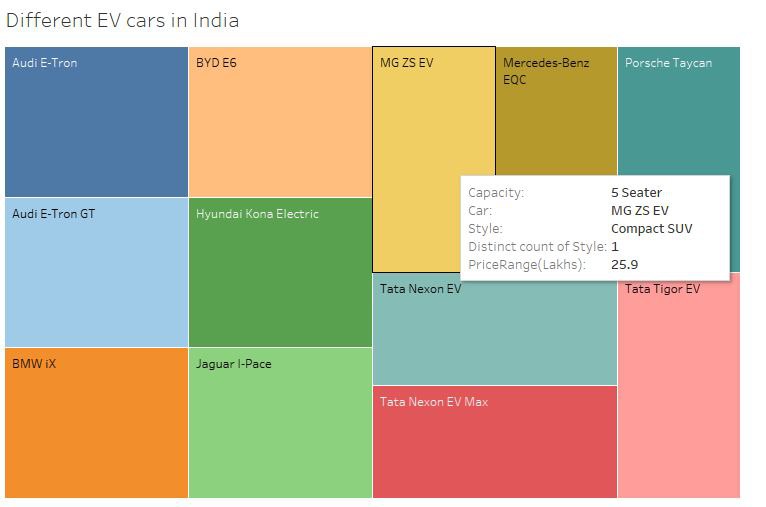 Different EV cars in India
Audi E-Tron
BYD E6
MG ZS EV
Mercedes-Benz
EQC
Porsche Taycan
Capacity: 5 Seater
Car: MG ZS EV
Style: Compact SUV
Distinct count of Style: 1
PriceRange(Lakhs): 25.9
Audi E-Tron GT
Hyundai Kona Electric
Tata Nexon EV
Tata Tigor EV
BMW iX
Jaguar I-Pace
Tata Nexon EV Max